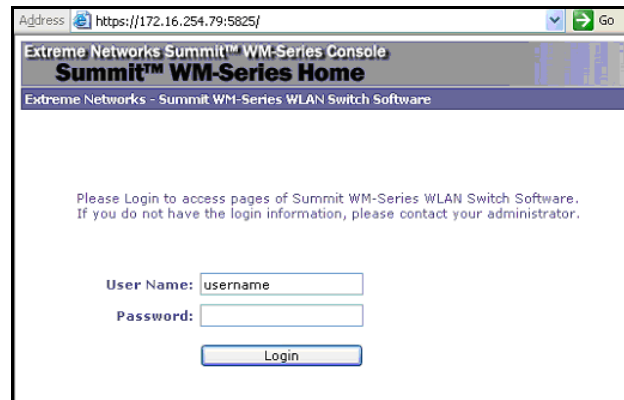 Address https://172.16.254.79:5825/ Go
Extreme Networks Summit™ WM-Series Console
Summit™ WM-Series Home
Extreme Networks - Summit WM-Series WLAN Switch Software
Please Login to access pages of Summit WM-Series WLAN Switch Software.
If you do not have the login information, please contact your administrator.
User Name: username
Password:
Login